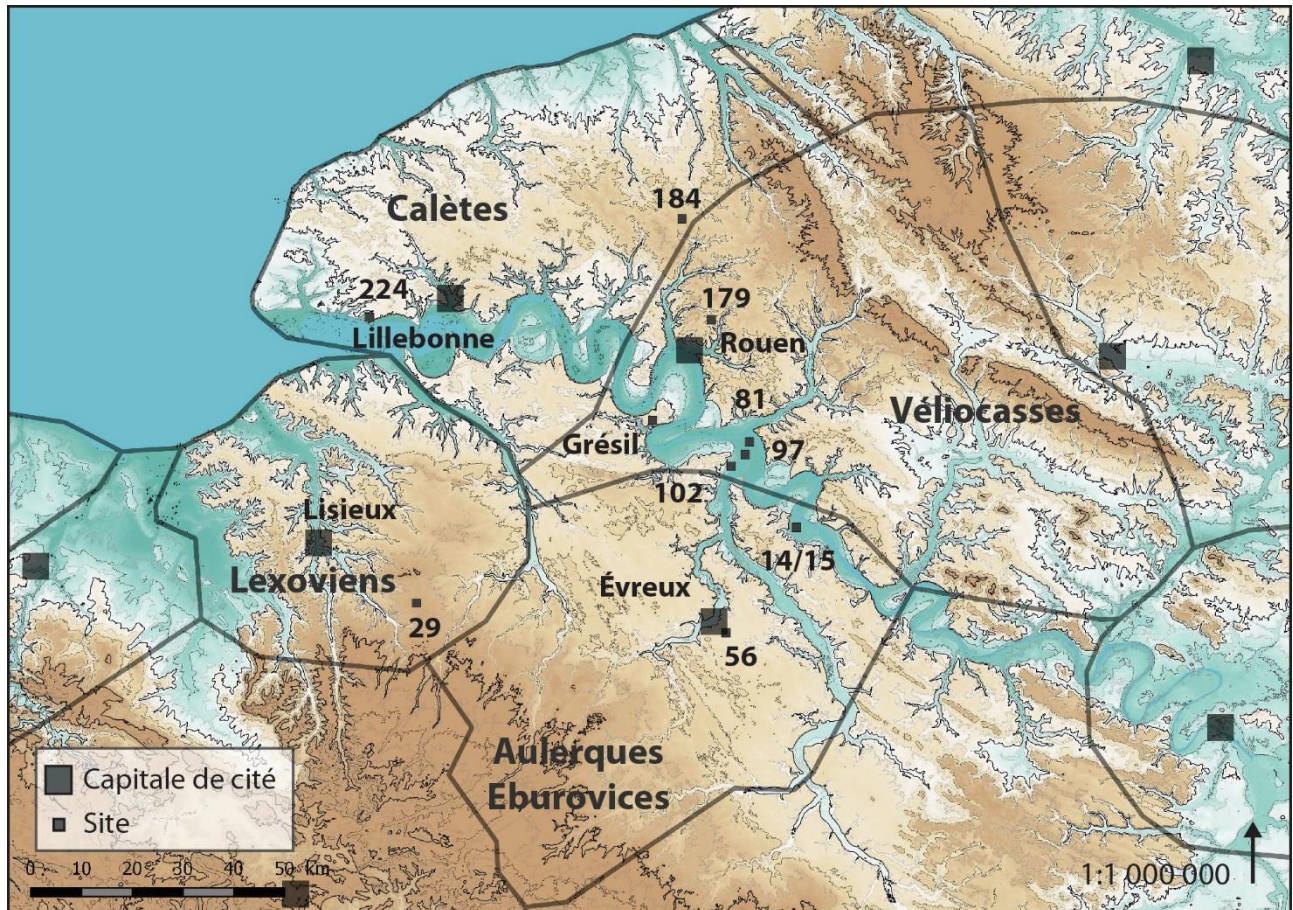 184
Calètes
224
179
Lillebonne
Rouen
81
Véliocasses
Grésil
97
102
Lisieux
14/15
Lexoviens
Évreux
29
56
Aulerques
Eburovices
Capitale de cité
Site
0 10 20 30 40 50 km
1:1 000 000